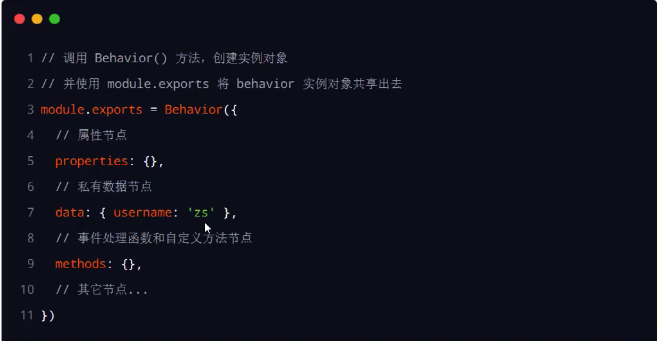 1 // 调用 Behavior() 方法，创建实例对象
2 // 并使用 module.exports 将 behavior 实例对象共享出去
3 module.exports = Behavior({
4   // 属性节点
5   properties: {},
6   // 私有数据节点
7   data: { username: 'zs' },
8   // 事件处理函数和自定义方法节点
9   methods: {},
10   // 其它节点...
11 })